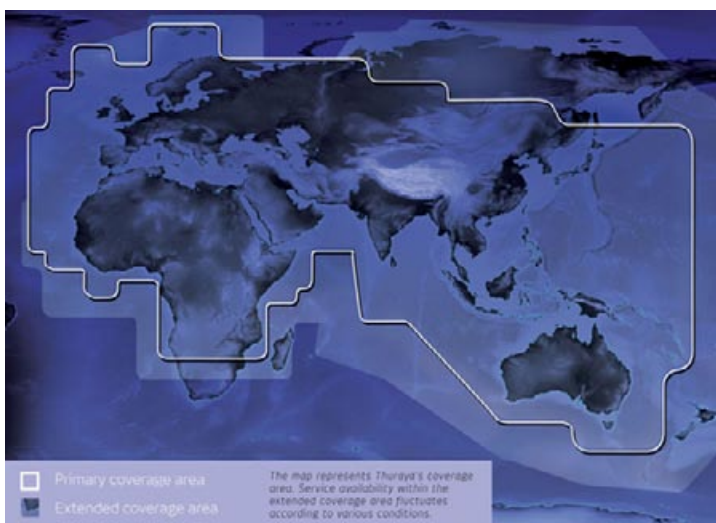 Primary coverage area
Extended coverage area
The map represents Thuraya's coverage
area. Service availability within the
extended coverage area fluctuates
according to various conditions.